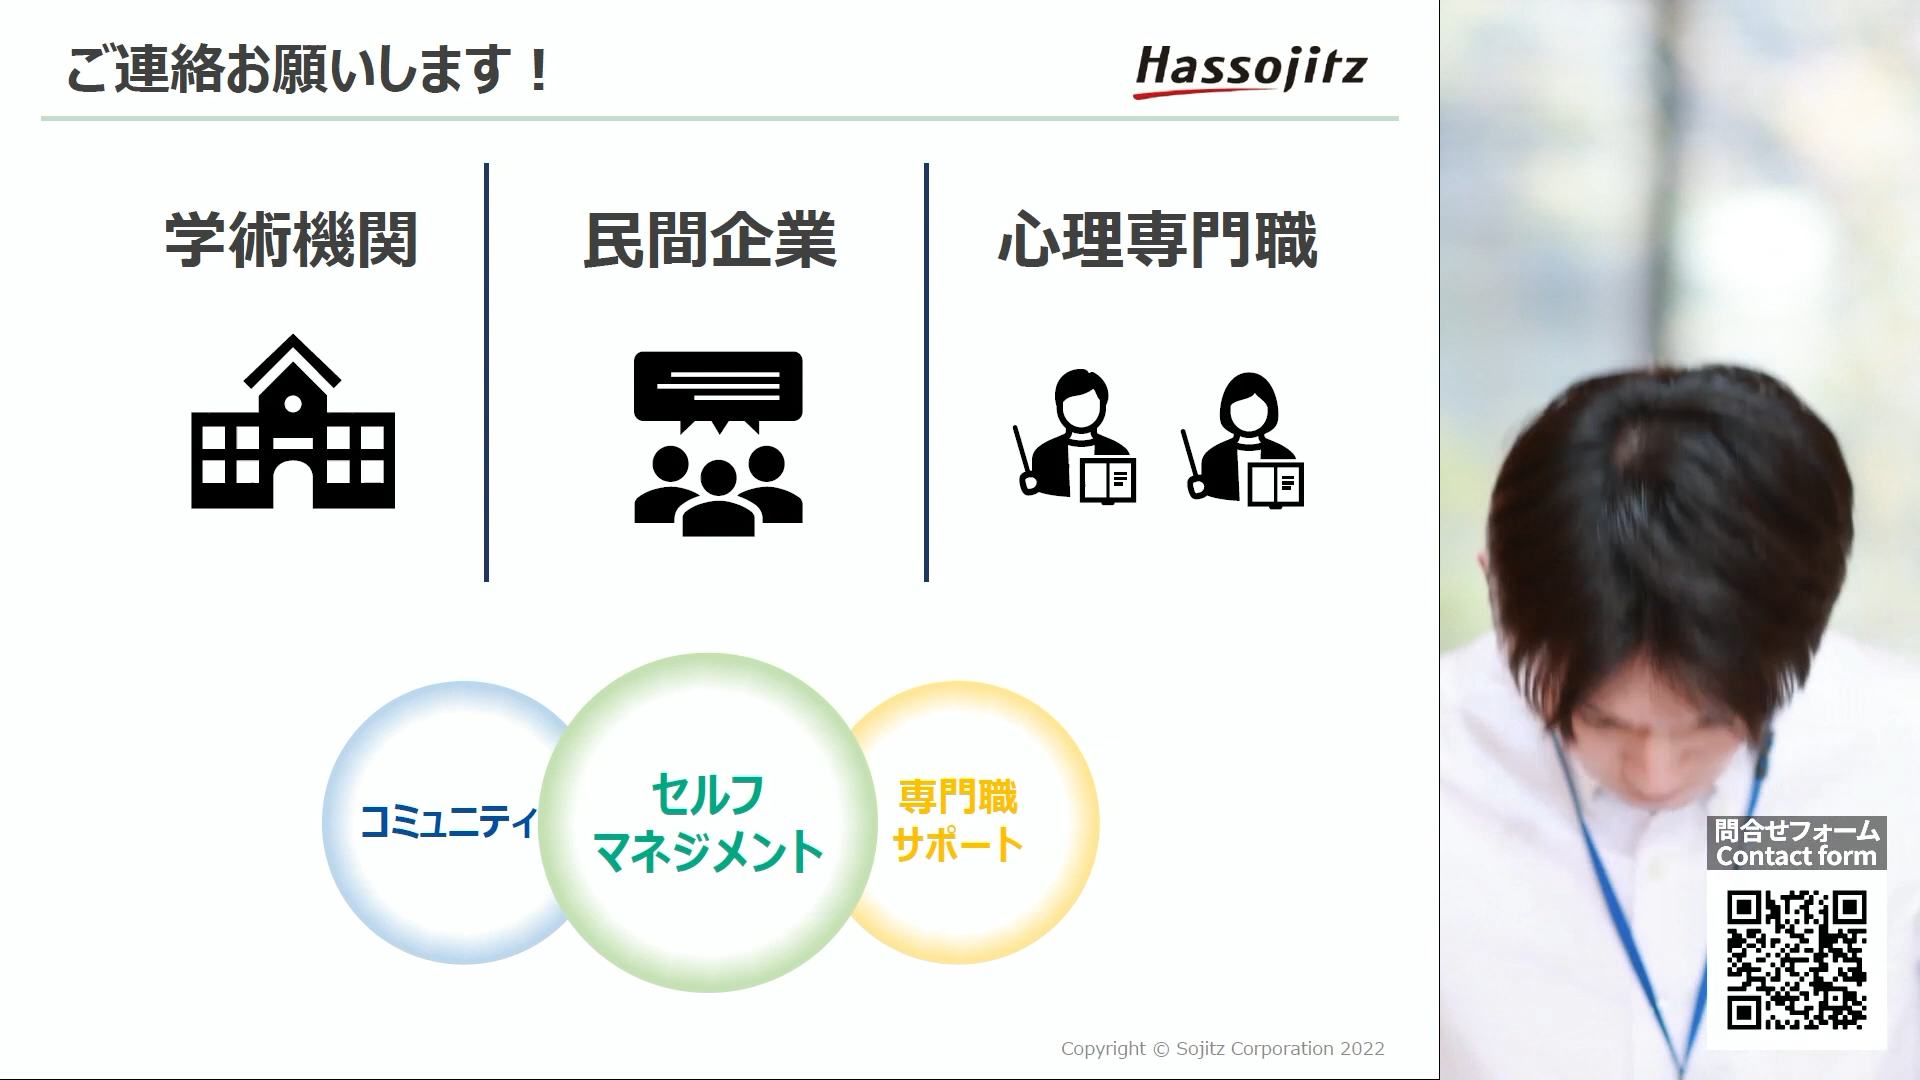 ご連絡お願いします！
Hassojitz
学術機関
民間企業
心理専門職
コミュニティ
セルフ
マネジメント
専門職
サポート
問合せフォーム
Contact form
Copyright © Sojitz Corporation 2022